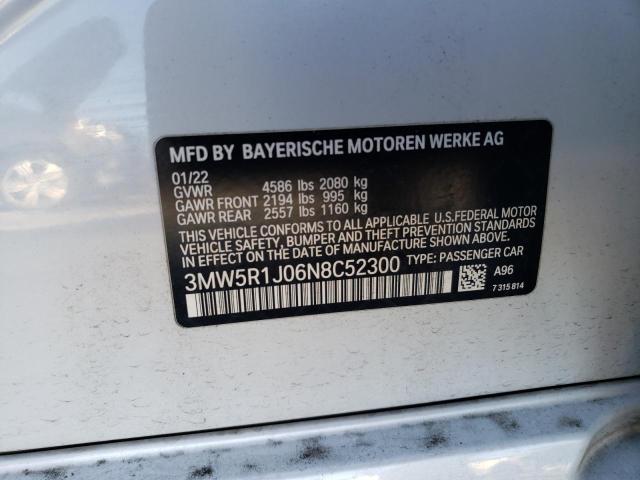 MFD BY BAYERISCHE MOTOREN WERKE AG
01/22
GVWR 4586 lbs 2080 kg
GAWR FRONT 2194 lbs 995 kg
GAWR REAR 2557 lbs 1160 kg
THIS VEHICLE CONFORMS TO ALL APPLICABLE U.S. FEDERAL MOTOR
VEHICLE SAFETY, BUMPER, AND THEFT PREVENTION STANDARDS
IN EFFECT ON THE DATE OF MANUFACTURE SHOWN ABOVE.
3MW5R1J06N8C52300 TYPE: PASSENGER CAR
A96
7 315 814